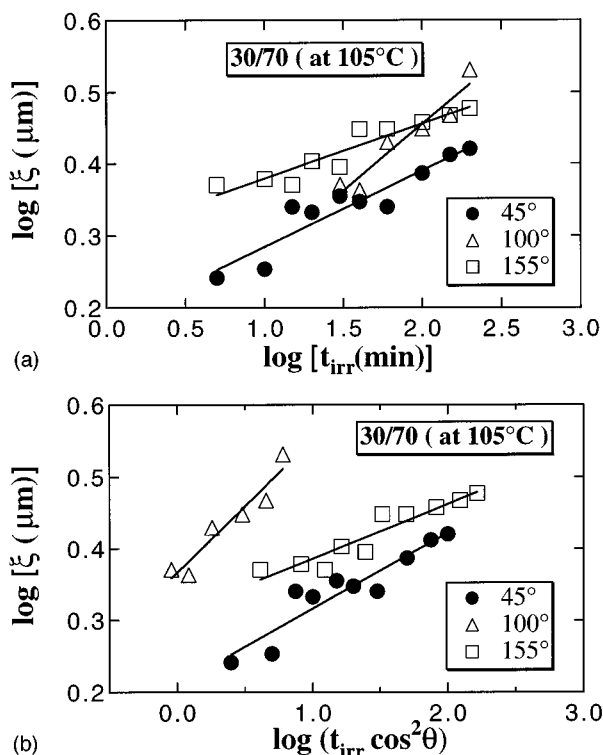 (a)
30/70 ( at 105°C )
log [ξ ( μm)]
0.6
0.5
0.4
0.3
0.2
45°
100°
155°
0.0 0.5 1.0 1.5 2.0 2.5 3.0
log [t_irr(min)]
(b)
30/70 ( at 105°C )
log [ξ ( μm)]
0.6
0.5
0.4
0.3
0.2
45°
100°
155°
0.0 1.0 2.0 3.0
log (t_irr cos²θ)